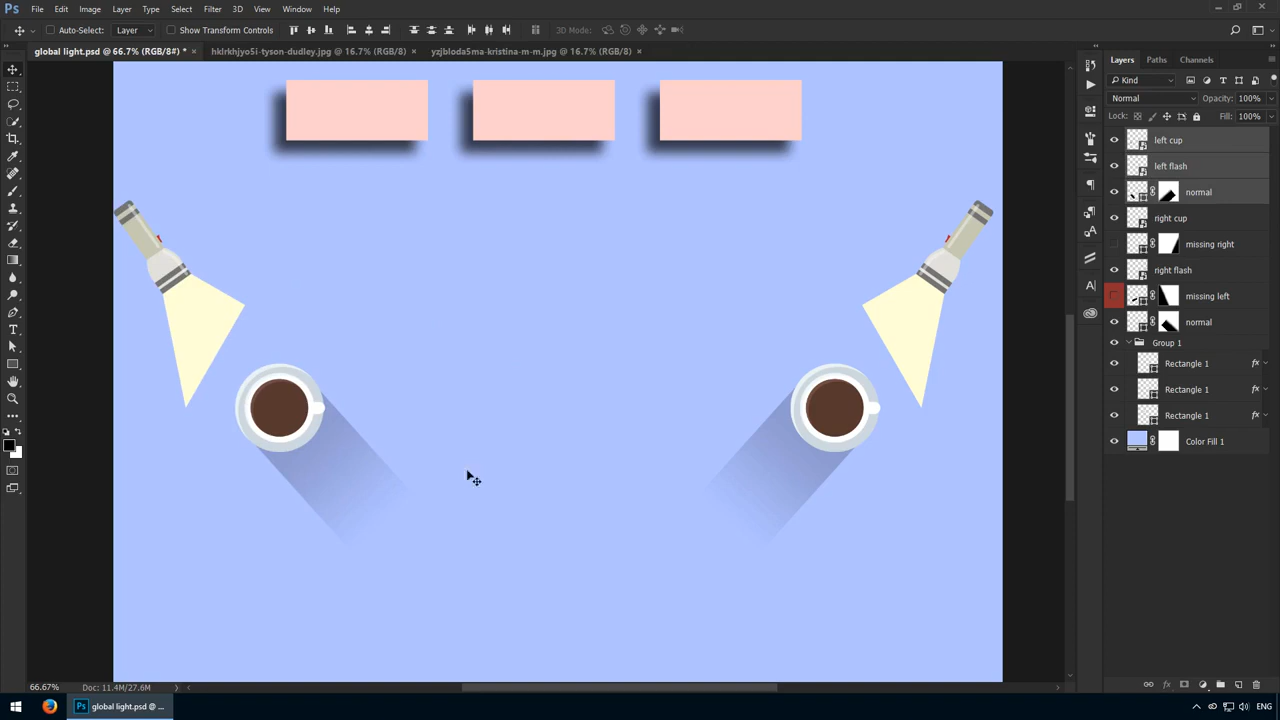 Ps File Edit Image Layer Type Select Filter 3D View Window Help
Auto-Select: Layer Show Transform Controls 3D Mode:
global light.psd @ 66.7% (RGB/8#) * × hklrkhjyo5i-tyson-dudley.jpg @ 16.7% (RGB/8) × yzjbloda5ma-kristina-m-m.jpg @ 16.7% (RGB/8) ×
Layers Paths Channels
Kind
Normal Opacity: 100%
Lock: Fill: 100%
left cup
left flash
normal
right cup
missing right
right flash
missing left
normal
Group 1
Rectangle 1 fx
Rectangle 1 fx
Rectangle 1 fx
Color Fill 1
66.67% Doc: 11.4M/27.6M
Ps global light.psd @ ...
ENG